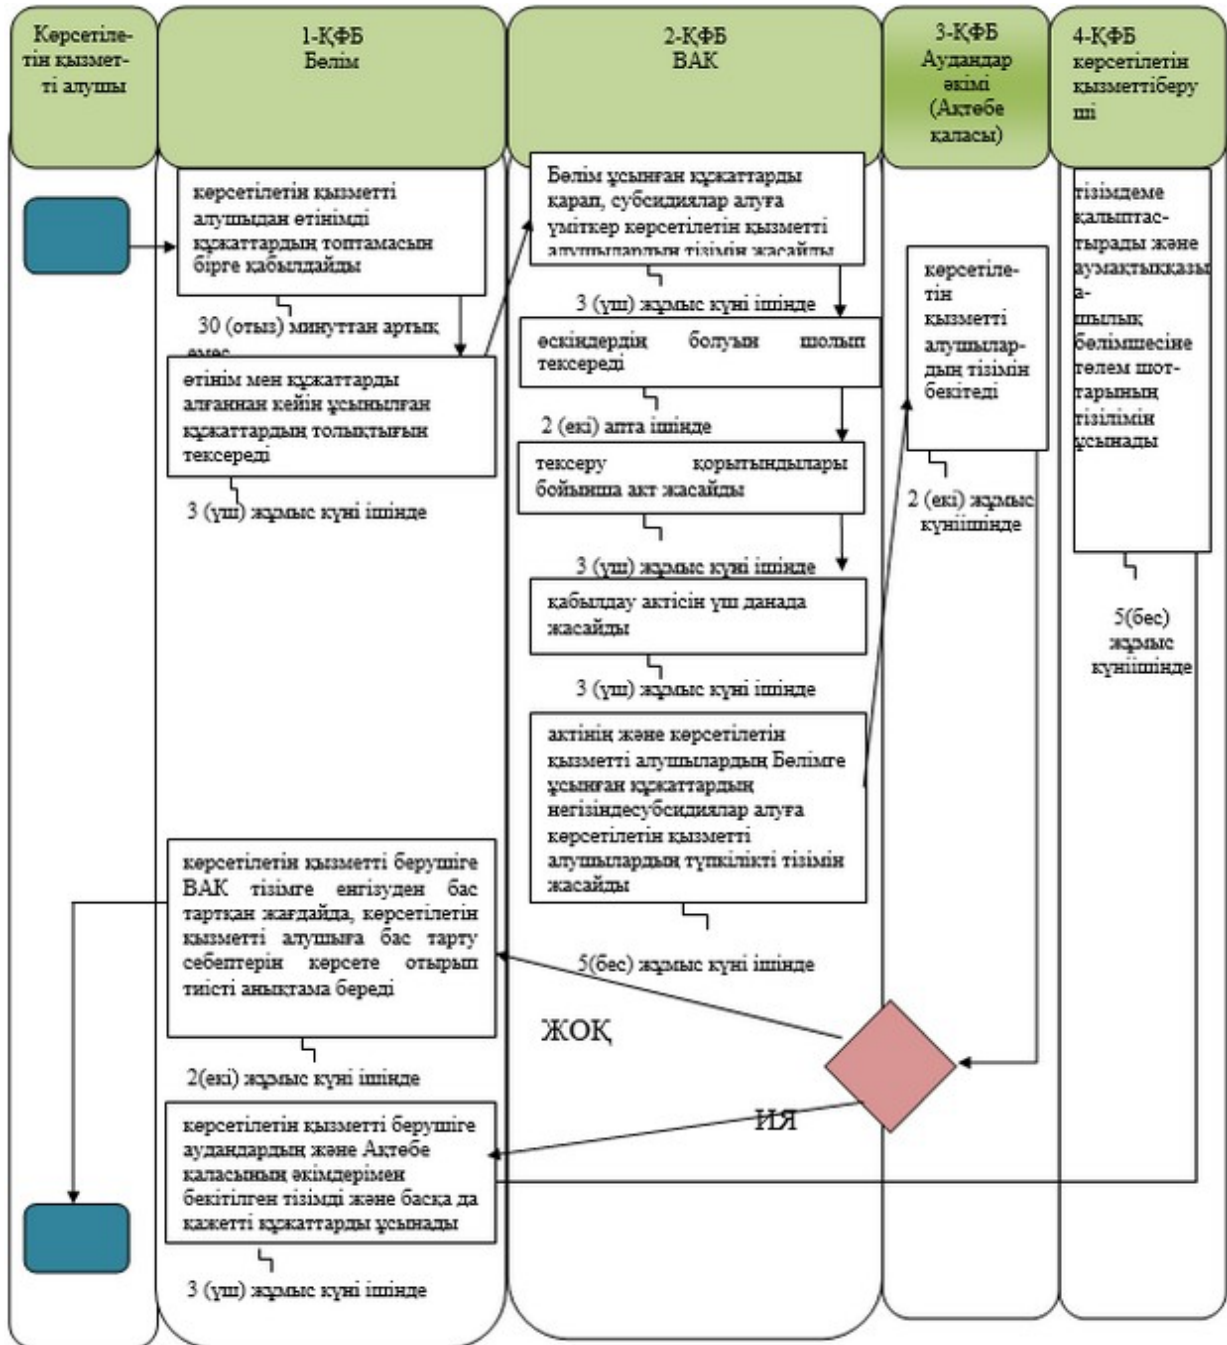 Көрсетіле-
тін қызмет-
ті алушы
1-ҚФБ
Бөлім
2-ҚФБ
ВАК
3-ҚФБ
Аудандар
әкімі
(Ақтөбе
қаласы)
4-ҚФБ
көрсетілетін
қызметтіберу
ші
көрсетілетін қызметті
алушыдан өтінімді
құжаттардың топтамасын
бірге қабылдайды
30 (отыз) минуттан артық
емес
өтінім мен құжаттарды
алғаннан кейін ұсынылған
құжаттардың толықтығын
тексереді
3 (үш) жұмыс күні ішінде
Бөлім ұсынған құжаттарды
қарап, субсидиялар алуға
үміткер көрсетілетін қызметті
алушылардың тізімін жасайды
3 (үш) жұмыс күні ішінде
өскіндердің болуын шолып
тексереді
2 (екі) апта ішінде
тексеру қорытындылары
бойынша акт жасайды
3 (үш) жұмыс күні ішінде
қабылдау актісін үш данада
жасайды
3 (үш) жұмыс күні ішінде
актінің және көрсетілетін
қызметті алушылардың Бөлімге
ұсынған құжаттардың
негізіндесубсидиялар алуға
көрсетілетін қызметті
алушылардың түпкілікті тізімін
жасайды
5(бес) жұмыс күні ішінде
көрсетіле-
тін
қызметті
алушылар-
дың тізімін
бекітеді
2 (екі) жұмыс
күніішінде
тізімдеме
қалыптас-
тырады және
аумақтыққазы
а-
шылық
бөлімшесіне
төлем шот-
тарының
тізілімін
ұсынады
5(бес)
жұмыс
күніішінде
көрсетілетін қызметті берушіге
ВАК тізімге енгізуден бас
тартқан жағдайда, көрсетілетін
қызметті алушыға бас тарту
себептерін көрсете отырып
тиісті анықтама береді
2(екі) жұмыс күні ішінде
ЖОҚ
ИЯ
көрсетілетін қызметті берушіге
аудандардың және Ақтөбе
қаласының әкімдерімен
бекітілген тізімді және басқа да
қажетті құжаттарды ұсынады
3 (үш) жұмыс күні ішінде